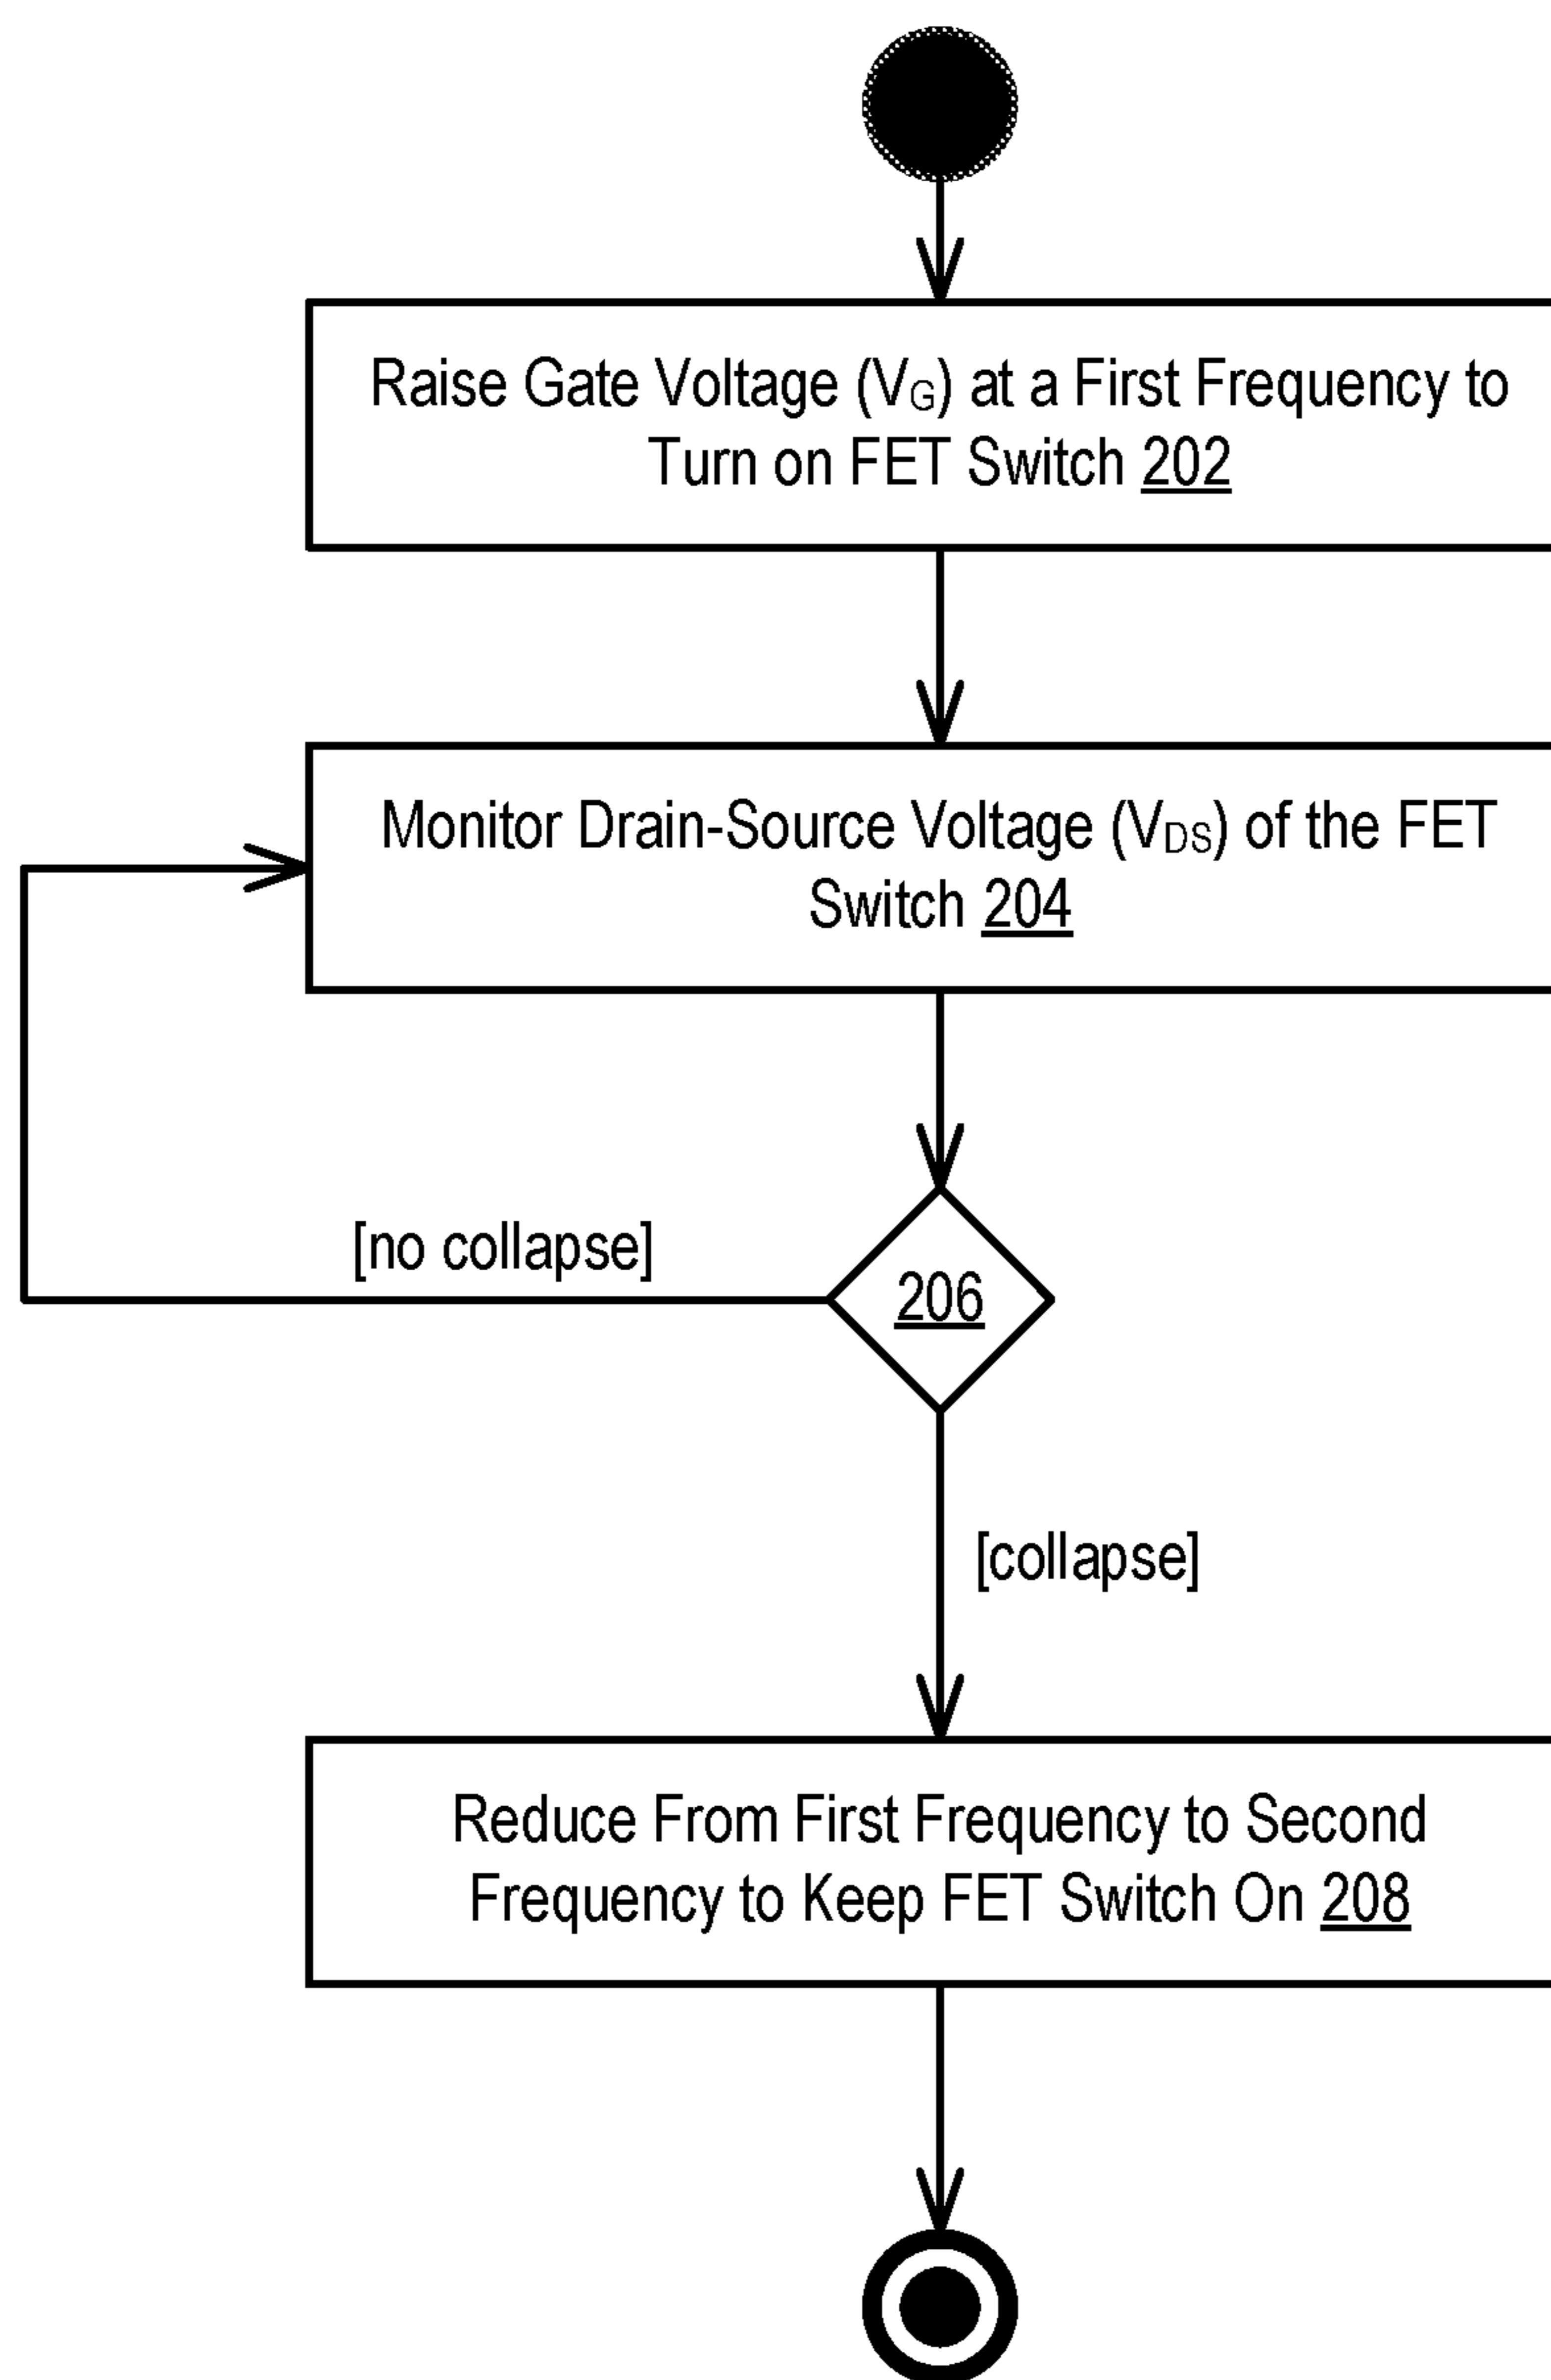 Raise Gate Voltage (VG) at a First Frequency to
Turn on FET Switch 202
Monitor Drain-Source Voltage (VDS) of the FET
Switch 204
[no collapse]
206
[collapse]
Reduce From First Frequency to Second
Frequency to Keep FET Switch On 208